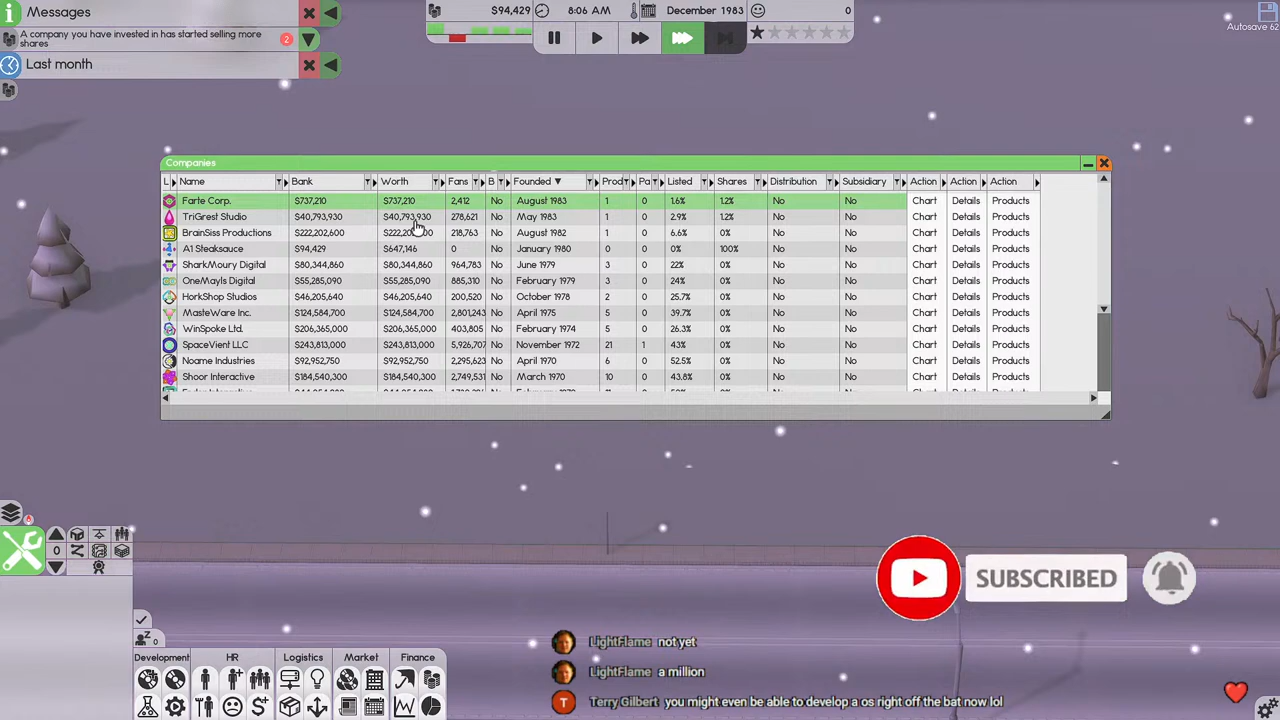 Messages
$94,429
8:06 AM
December 1983
0
A company you have invested in has started selling more
shares
2
Autosave 62
Last month
Companies
L Name Bank Worth Fans B Founded ▼ Prod Pa Listed Shares Distribution Subsidiary Action Action Action
Farte Corp. $737,210 $737,210 2,412 No August 1983 1 1.6% 1.2% No No Chart Details Products
TriGrest Studio $40,793,930 $40,793,930 278,621 No May 1983 1 2.9% 1.2% No No Chart Details Products
BrainSiss Productions $222,202,600 218,763 No August 1982 1 6.6% 0% No No Chart Details Products
A1 Steaksauce $94,429 $647,146 0 No January 1980 0 0% 100% No No Chart Details Products
SharkMoury Digital $80,344,860 $80,344,860 964,783 No June 1979 3 22% 0% No No Chart Details Products
OneMayls Digital $55,285,090 $55,285,090 885,310 No February 1979 3 24% 0% No No Chart Details Products
HorkShop Studios $46,205,640 $46,205,640 200,520 No October 1978 2 25.7% 0% No No Chart Details Products
MasteWare Inc. $124,584,700 $124,584,700 2,801,243 No April 1975 5 39.7% 0% No No Chart Details Products
WinSpoke Ltd. $206,365,000 $206,365,000 403,805 No February 1974 5 26.3% 0% No No Chart Details Products
SpaceVient LLC $243,813,000 $243,813,000 5,926,707 No November 1972 21 1 43% 0% No No Chart Details Products
Noame Industries $92,952,750 $92,952,750 2,295,623 No April 1970 6 52.5% 0% No No Chart Details Products
Shoor Interactive $184,540,300 $184,540,300 2,749,531 No March 1970 10 43.8% 0% No No Chart Details Products
0
0
SUBSCRIBED
Development HR Logistics Market Finance
LightFlame not yet
LightFlame a million
T Terry Gilbert you might even be able to develop a os right off the bat now lol